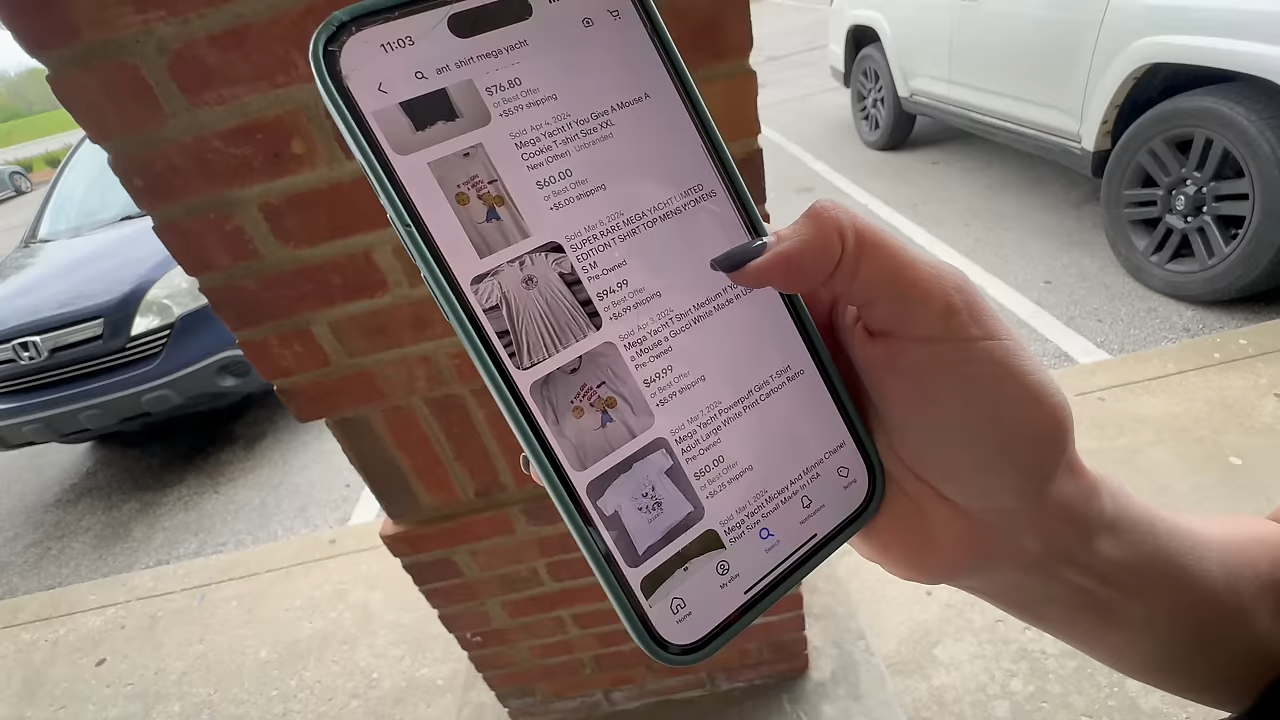 11:03
ant shirt mega yacht
$76.80
or Best Offer
+$5.99 shipping
Sold Apr 4, 2024
Mega Yacht If You Give A Mouse A
Cookie T-shirt Size XXL
New (Other) · Unbranded
$60.00
or Best Offer
+$5.00 shipping
Sold Mar 8, 2024
SUPER RARE MEGA YACHT LIMITED
EDITION T SHIRT TOP MENS WOMENS
S M
Pre-Owned
$94.99
or Best Offer
+$6.99 shipping
Sold Apr 3, 2024
Mega Yacht T Shirt Medium If Yo
a Mouse a Gucci White Made in US
Pre-Owned
$49.99
or Best Offer
+$5.99 shipping
Sold Mar 7, 2024
Mega Yacht Powerpuff Girls T-Shirt
Adult Large White Print Cartoon Retro
Pre-Owned
$50.00
or Best Offer
+$6.25 shipping
Sold Mar 1, 2024
Mega Yacht Mickey And Minnie Chanel
Shirt Size Small Made In USA
Home
My eBay
Search
Notifications
Selling